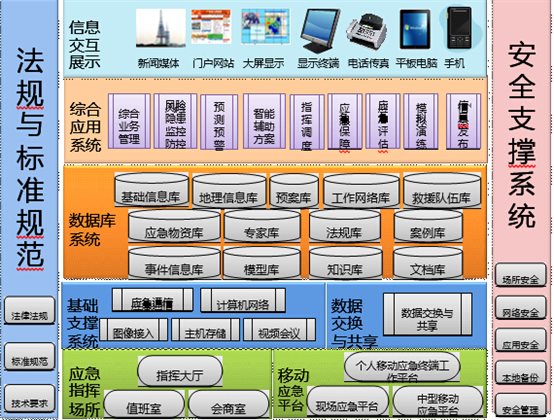 法规与标准规范
法律法规
标准规范
技术要求
信息
交互
展示
新闻媒体
门户网站
大屏显示
显示终端
电话传真
平板电脑
手机
综合
应用
系统
综合
业务
管理
风险
隐患
监控
防控
预
测
预
警
智能
辅助
方案
指
挥
调
度
应
急
保
障
应
急
评
估
模
拟
演
练
信
息
发
布
数据库
系统
基础信息库
地理信息库
预案库
工作网络库
救援队伍库
应急物资库
专家库
法规库
案例库
事件信息库
模型库
知识库
文档库
基础
支撑
系统
应急通信
计算机网络
图像接入
主机存储
视频会议
数据
交换
与共享
数据交换与
共享
应急
指挥
场所
指挥大厅
值班室
会商室
移动
应急
平台
个人移动应急终端工
作平台
现场应急平台
中型移动
应急平台
安全支撑系统
场所安全
网络安全
应用安全
本地备份
安全管理